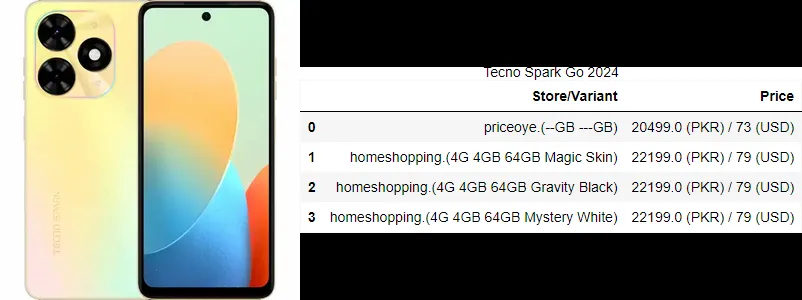 Tecno Spark Go 2024
Store/Variant Price
0 priceoye.(--GB ---GB) 20499.0 (PKR) / 73 (USD)
1 homeshopping.(4G 4GB 64GB Magic Skin) 22199.0 (PKR) / 79 (USD)
2 homeshopping.(4G 4GB 64GB Gravity Black) 22199.0 (PKR) / 79 (USD)
3 homeshopping.(4G 4GB 64GB Mystery White) 22199.0 (PKR) / 79 (USD)